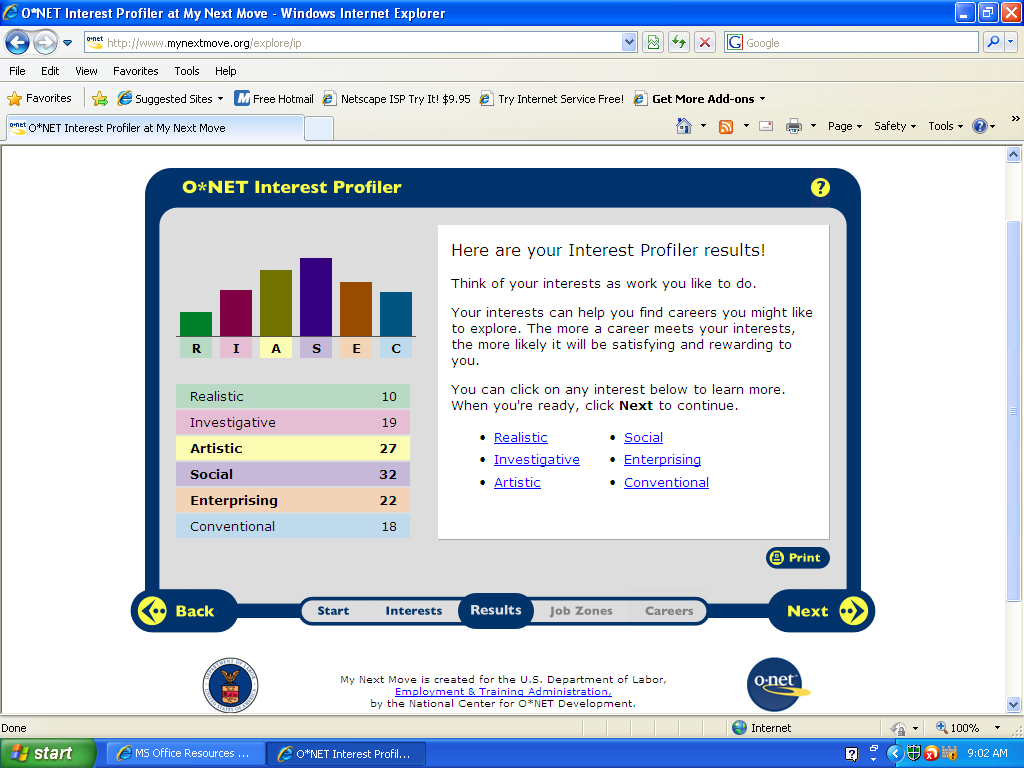 O*NET Interest Profiler at My Next Move - Windows Internet Explorer
http://www.mynextmove.org/explore/ip
Google
File Edit View Favorites Tools Help
Favorites Suggested Sites Free Hotmail Netscape ISP Try It! $9.95 Try Internet Service Free! Get More Add-ons
O*NET Interest Profiler at My Next Move
Page Safety Tools »
O*NET Interest Profiler ?
R I A S E C
Realistic 10
Investigative 19
Artistic 27
Social 32
Enterprising 22
Conventional 18
Here are your Interest Profiler results!
Think of your interests as work you like to do.
Your interests can help you find careers you might like
to explore. The more a career meets your interests,
the more likely it will be satisfying and rewarding to
you.
You can click on any interest below to learn more.
When you're ready, click Next to continue.
• Realistic
• Investigative
• Artistic
• Social
• Enterprising
• Conventional
Print
Back Start Interests Results Job Zones Careers Next
My Next Move is created for the U.S. Department of Labor,
Employment & Training Administration,
by the National Center for O*NET Development.
o·net
Done Internet 100%
start MS Office Resources ... O*NET Interest Profil... 9:02 AM